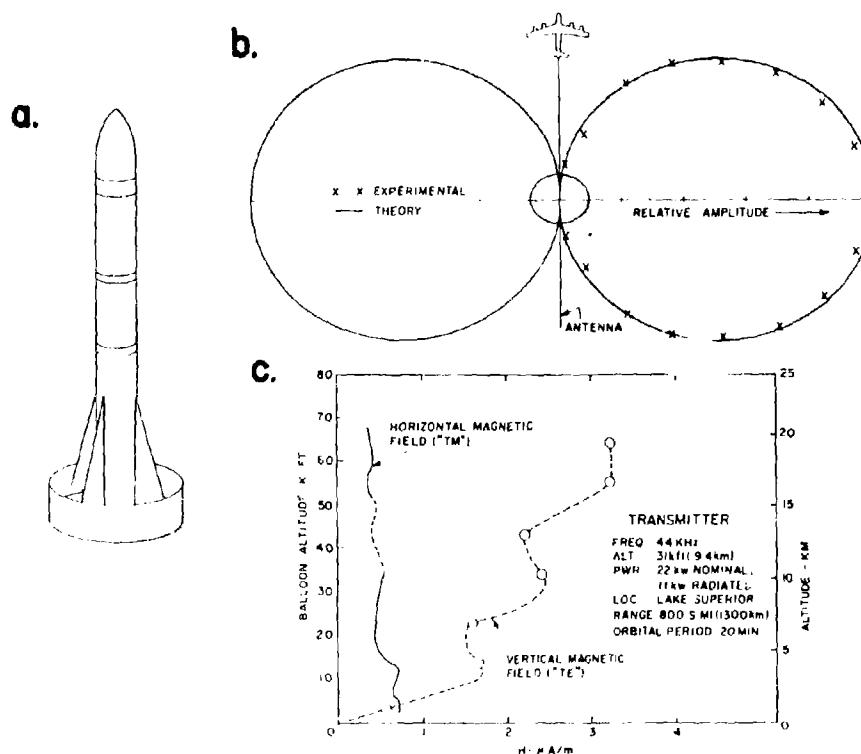 a.
b.
x x EXPERIMENTAL
— THEORY
RELATIVE AMPLITUDE
ANTENNA
c.
80
70
60
50
40
30
20
10
BALLOON ALTITUDE K FT
HORIZONTAL MAGNETIC
FIELD ("TM")
VERTICAL MAGNETIC
FIELD ("TE")
TRANSMITTER
FREQ 44 KHz
ALT 31kft (9.4km)
PWR 22 kw NOMINAL,
11kw RADIATED
LOC LAKE SUPERIOR
RANGE 800 S MI (1300km)
ORBITAL PERIOD 20 MIN
25
20
15
10
5
0
ALTITUDE - KM
0 1 2 3 4 5
H- μA/m